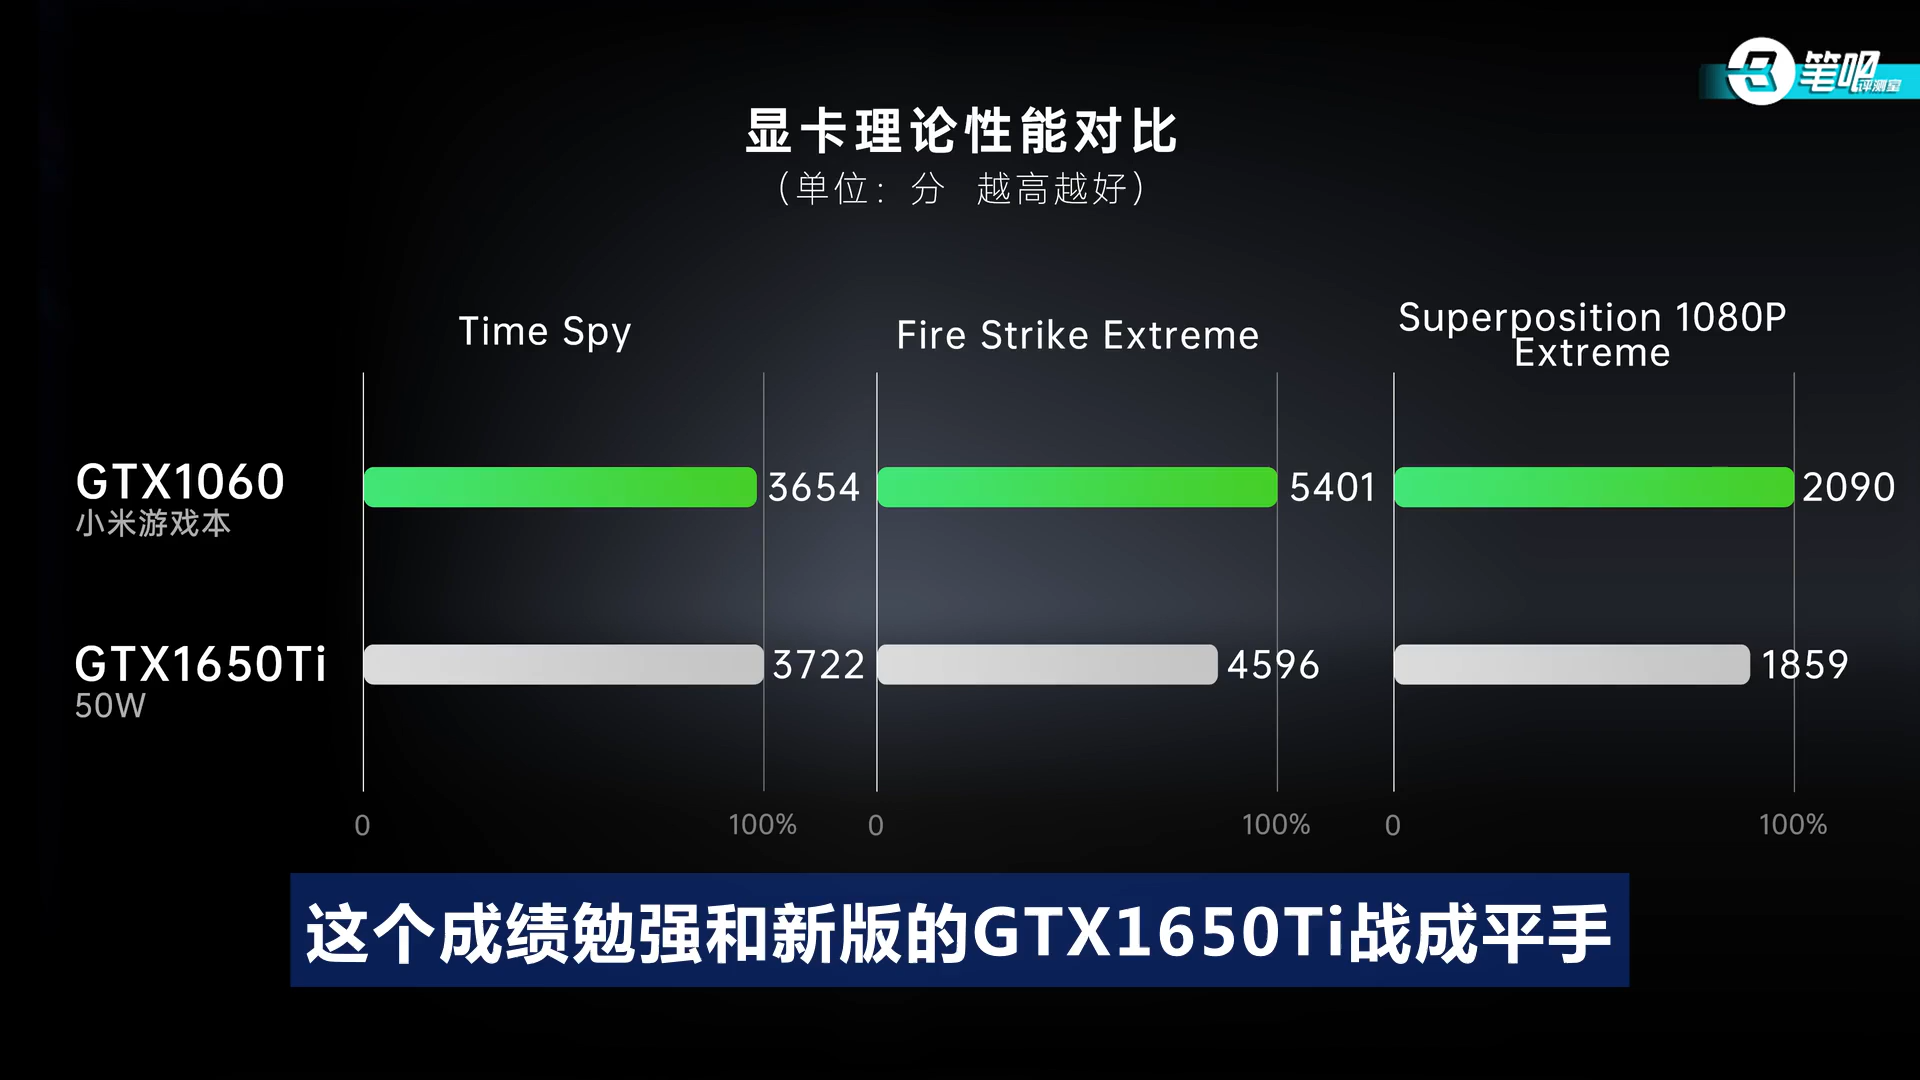 笔吧
评测室
显卡理论性能对比
（单位：分 越高越好）
Time Spy
Fire Strike Extreme
Superposition 1080P
Extreme
GTX1060
小米游戏本
3654
5401
2090
GTX1650Ti
50W
3722
4596
1859
0
100%
0
100%
0
100%
这个成绩勉强和新版的GTX1650Ti战成平手